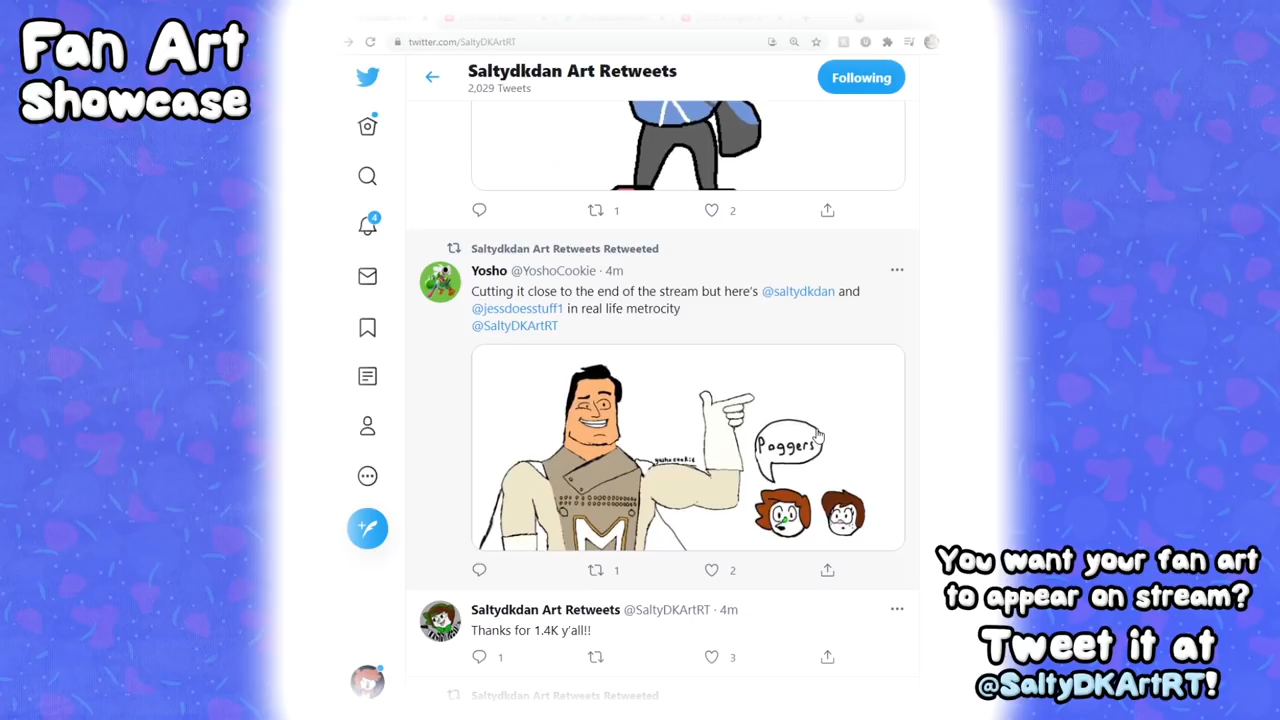 Fan Art
Showcase
twitter.com/SaltyDKArtRT
Saltydkdan Art Retweets
2,029 Tweets
Following
1
2
4
Saltydkdan Art Retweets Retweeted
Yosho @YoshoCookie · 4m
Cutting it close to the end of the stream but here's @saltydkdan and
@jessdoesstuff1 in real life metrocity
@SaltyDKArtRT
Poggers
yoshocookie
M
1
2
Saltydkdan Art Retweets @SaltyDKArtRT · 4m
Thanks for 1.4K y'all!!
1
3
Saltydkdan Art Retweets Retweeted
You want your fan art
to appear on stream?
Tweet it at
@SaltyDKArtRT!